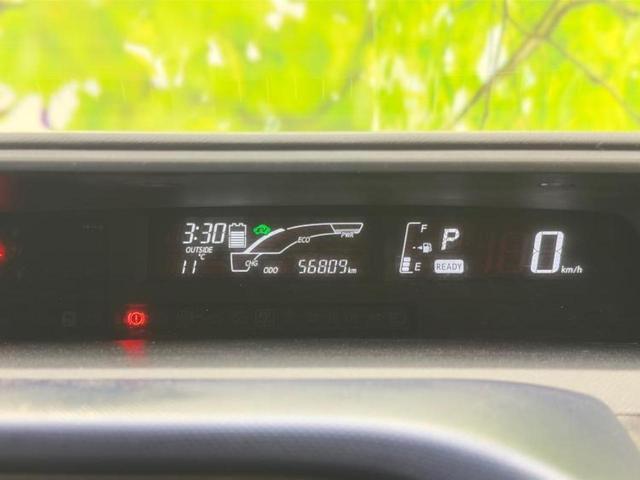 3:30
OUTSIDE
°C
11
CHG
ECO
PWR
ODO 56809 km
F
E
P
READY
0 km/h